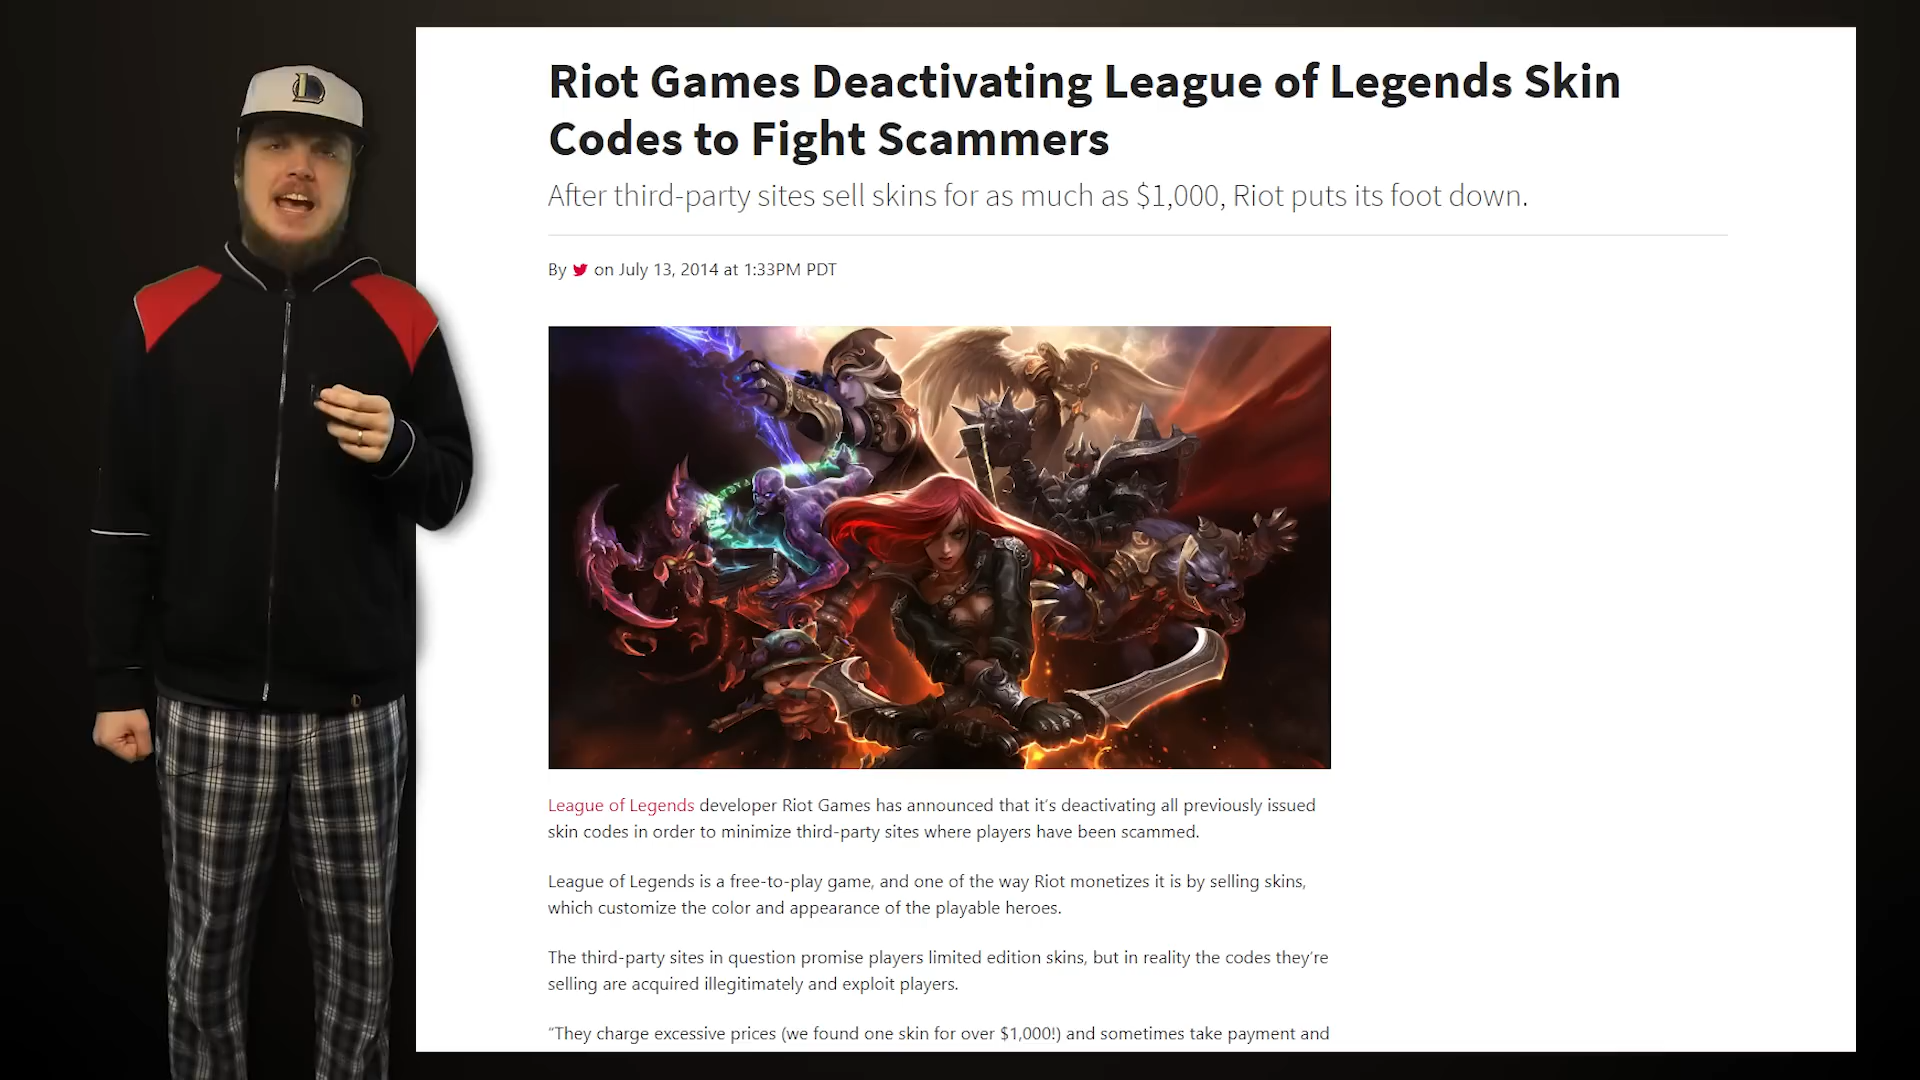 Riot Games Deactivating League of Legends Skin
Codes to Fight Scammers
After third-party sites sell skins for as much as $1,000, Riot puts its foot down.
By on July 13, 2014 at 1:33PM PDT
League of Legends developer Riot Games has announced that it's deactivating all previously issued
skin codes in order to minimize third-party sites where players have been scammed.
League of Legends is a free-to-play game, and one of the way Riot monetizes it is by selling skins,
which customize the color and appearance of the playable heroes.
The third-party sites in question promise players limited edition skins, but in reality the codes they're
selling are acquired illegitimately and exploit players.
"They charge excessive prices (we found one skin for over $1,000!) and sometimes take payment and